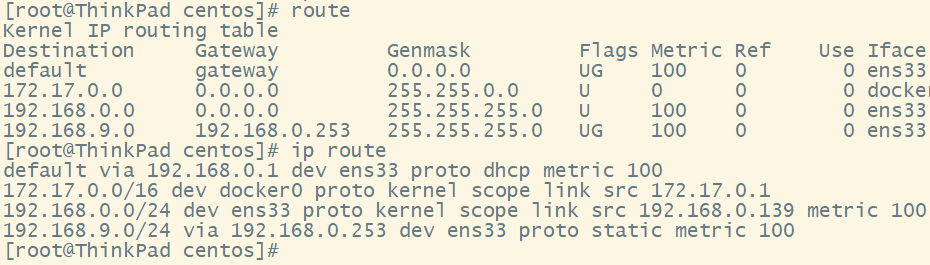 [root@ThinkPad centos]# route
Kernel IP routing table
Destination     Gateway         Genmask         Flags Metric Ref    Use Iface
default         gateway         0.0.0.0         UG    100    0        0 ens33
172.17.0.0      0.0.0.0         255.255.0.0     U     0      0        0 docker
192.168.0.0     0.0.0.0         255.255.255.0   U     100    0        0 ens33
192.168.9.0     192.168.0.253   255.255.255.0   UG    100    0        0 ens33
[root@ThinkPad centos]# ip route
default via 192.168.0.1 dev ens33 proto dhcp metric 100
172.17.0.0/16 dev docker0 proto kernel scope link src 172.17.0.1
192.168.0.0/24 dev ens33 proto kernel scope link src 192.168.0.139 metric 100
192.168.9.0/24 via 192.168.0.253 dev ens33 proto static metric 100
[root@ThinkPad centos]#